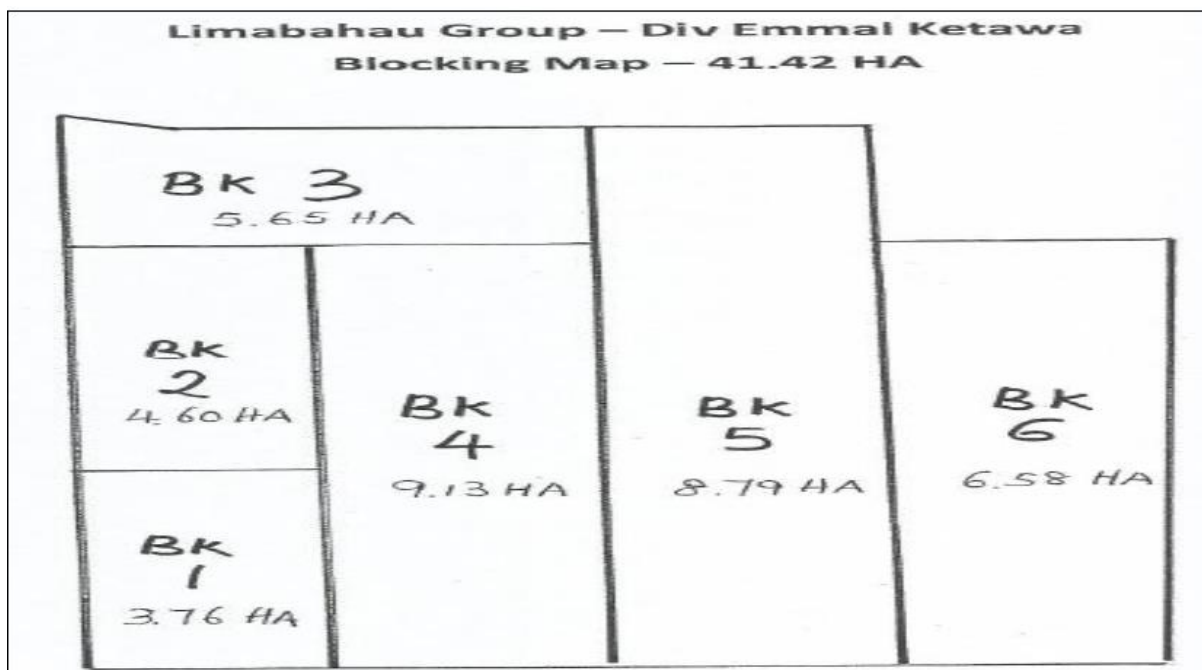 Limabahau Group – Div Emmal Ketawa
Blocking Map – 41.42 HA
BK 3
5.65 HA
BK
2
4.60 HA
BK
1
3.76 HA
BK
4
9.13 HA
BK
5
8.79 HA
BK
6
6.58 HA